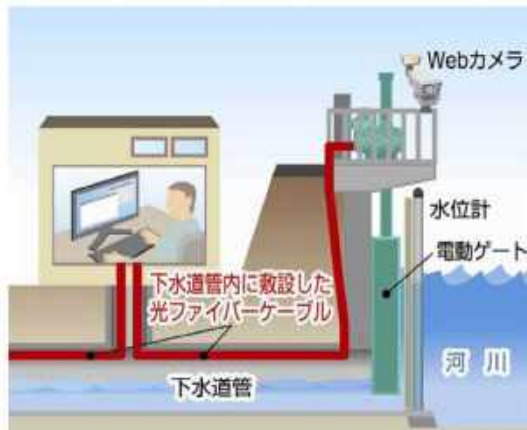 Webカメラ
水位計
電動ゲート
下水道管内に敷設した
光ファイバーケーブル
河川
下水道管